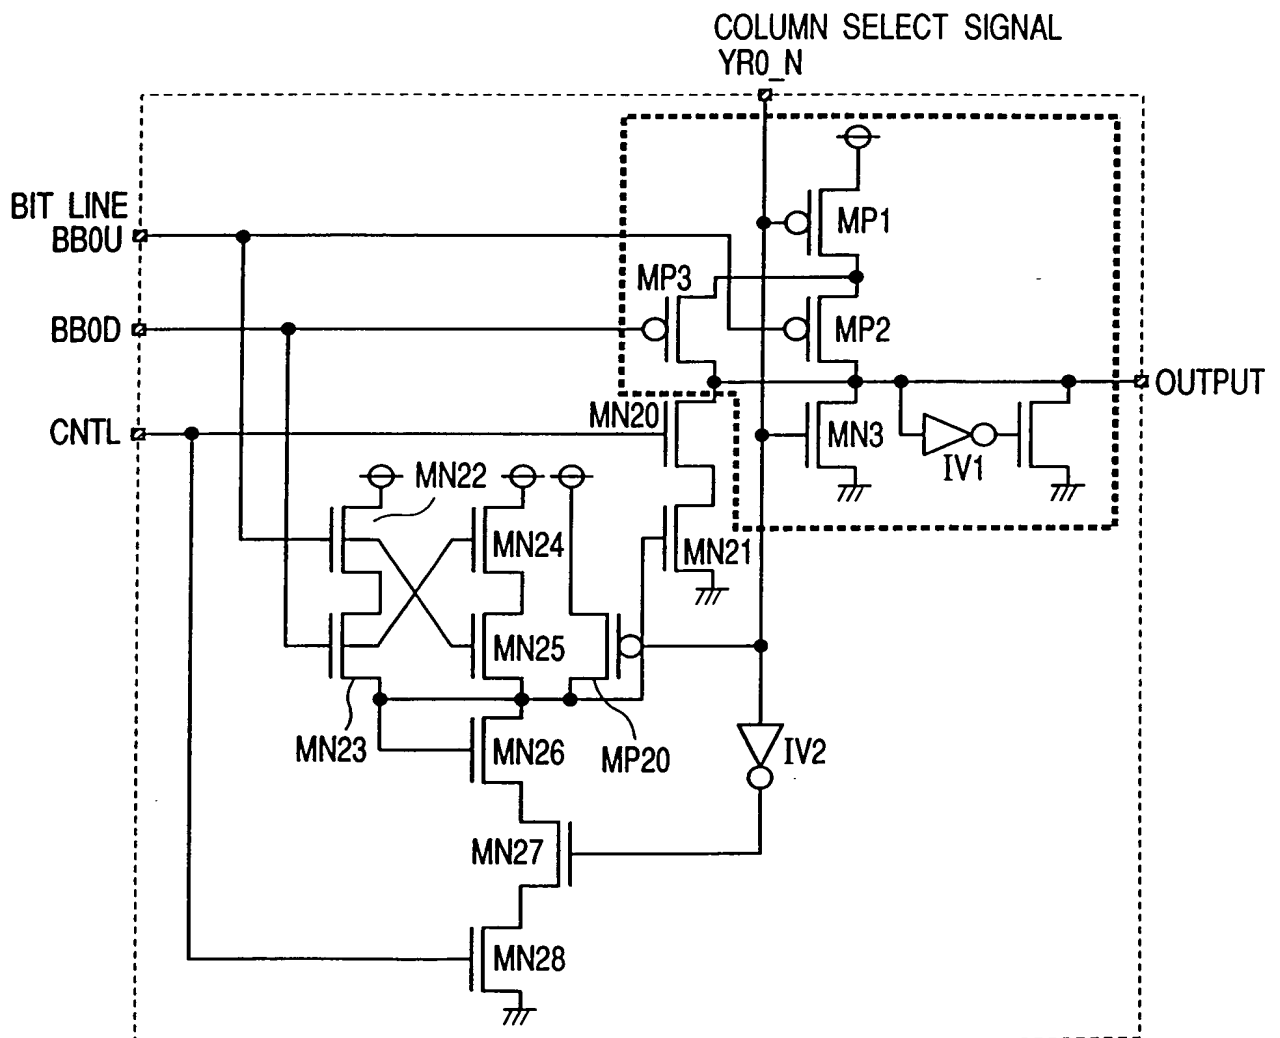 COLUMN SELECT SIGNAL
YR0_N
BIT LINE
BB0U
MP1
MP3
BB0D
MP2
OUTPUT
MN20
CNTL
MN3
IV1
MN22
MN24
MN21
MN25
MN23
MN26
MP20
IV2
MN27
MN28